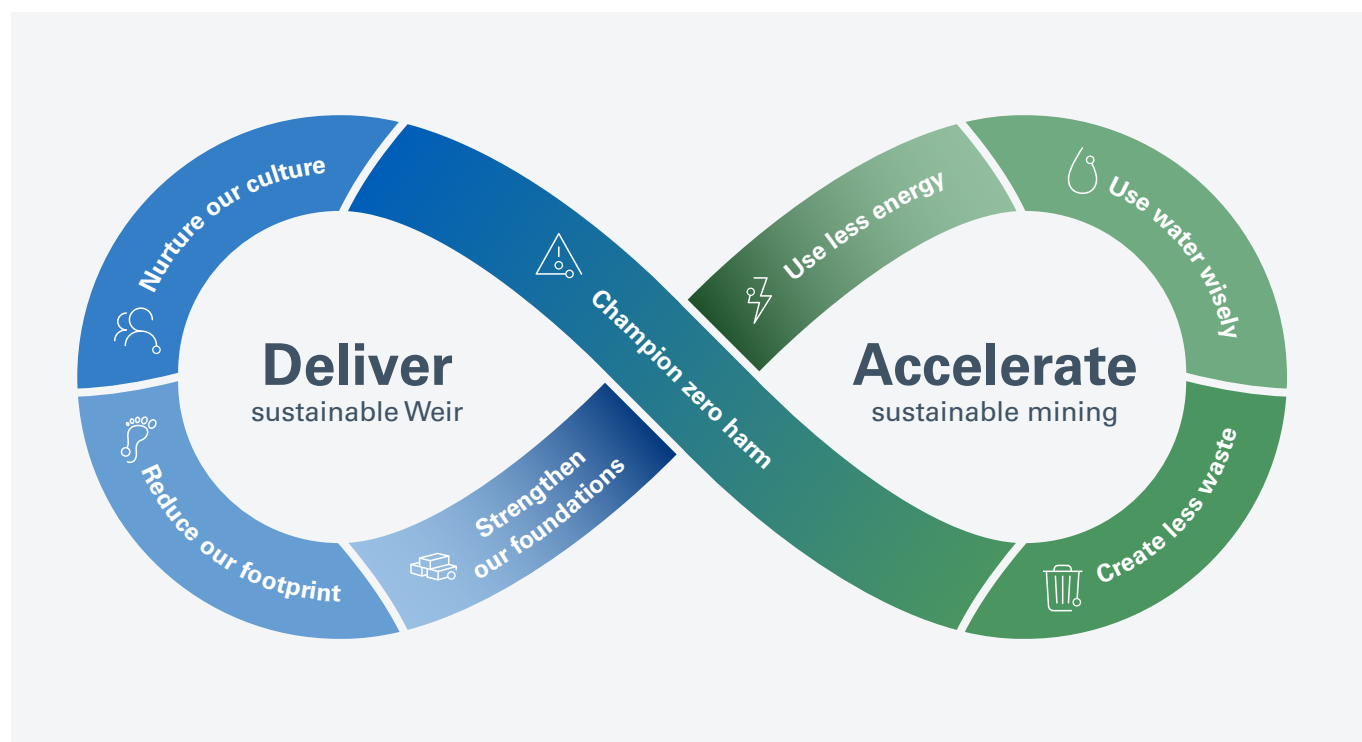 Nurture our culture
Reduce our footprint
Strengthen
our foundations
Deliver
sustainable Weir
Champion zero harm
Use less energy
Use water wisely
Create less waste
Accelerate
sustainable mining